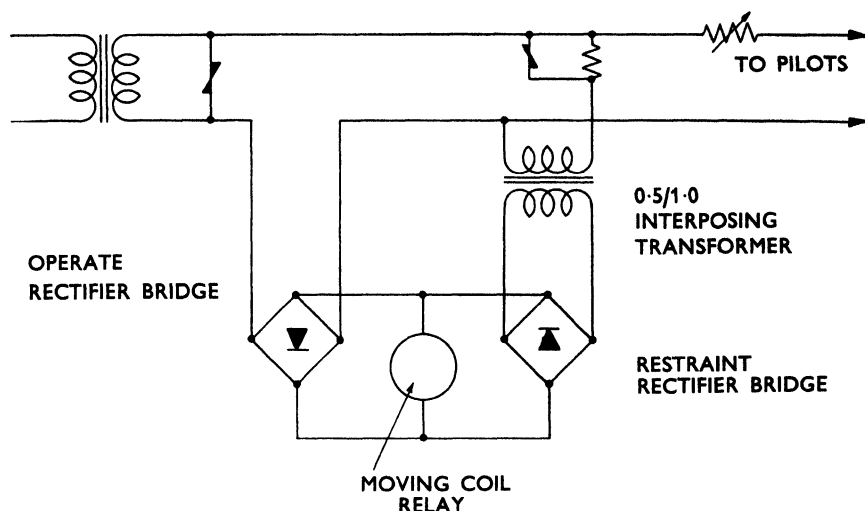 TO PILOTS
0·5/1·0
INTERPOSING
TRANSFORMER
OPERATE
RECTIFIER BRIDGE
RESTRAINT
RECTIFIER BRIDGE
MOVING COIL
RELAY